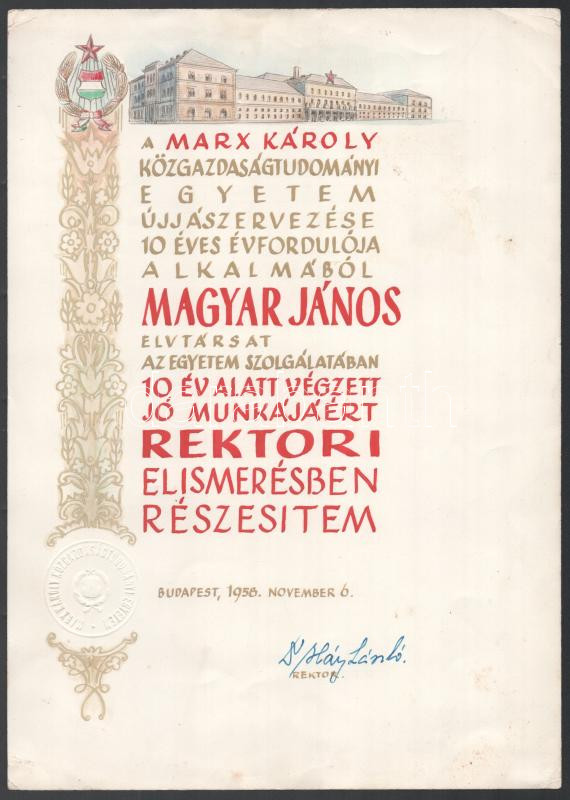 A MARX KÁROLY
KÖZGAZDASÁGTUDOMÁNYI
EGYETEM
ÚJJÁSZERVEZÉSE
10 ÉVES ÉVFORDULÓJA
ALKALMÁBÓL
MAGYAR JÁNOS
ELVTÁRSAT
AZ EGYETEM SZOLGÁLATÁBAN
10 ÉV ALATT VÉGZETT
JÓ MUNKÁJÁÉRT
REKTORI
ELISMERÉSBEN
RÉSZESITEM
BUDAPEST, 1958. NOVEMBER 6.
Dr Háy László.
REKTOR